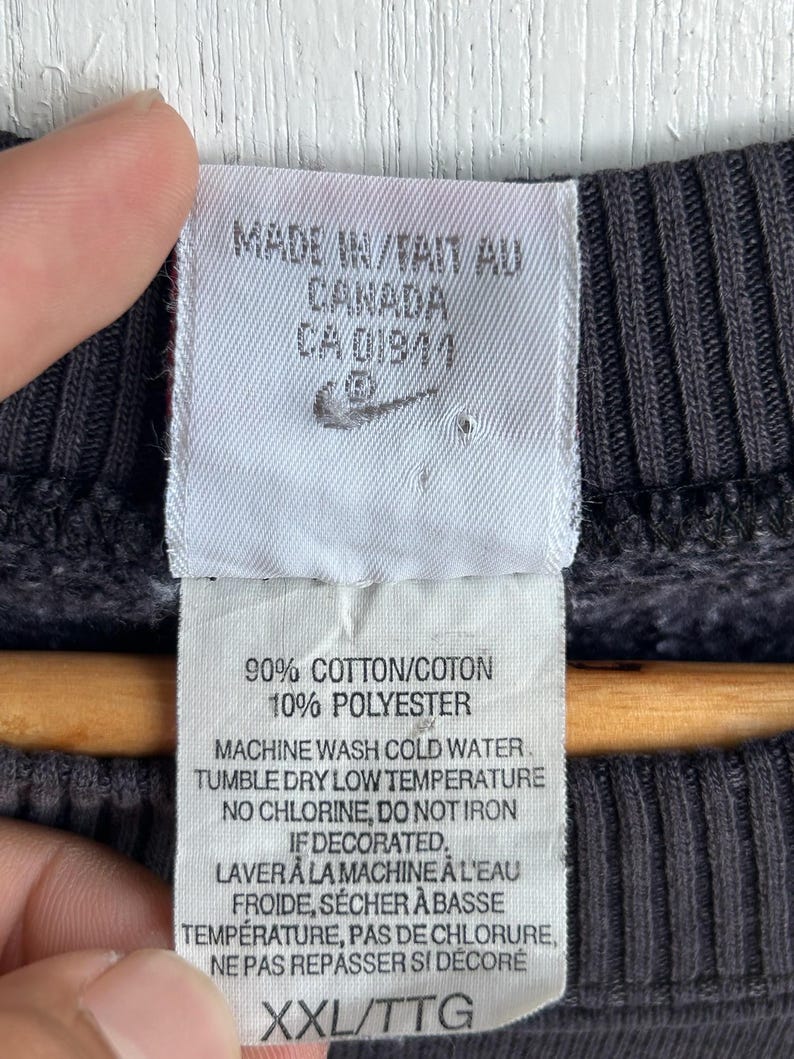 MADE IN/FAIT AU
CANADA
CA 01944
®
90% COTTON/COTON
10% POLYESTER
MACHINE WASH COLD WATER.
TUMBLE DRY LOW TEMPERATURE
NO CHLORINE, DO NOT IRON
IF DECORATED.
LAVER À LA MACHINE À L'EAU
FROIDE, SÉCHER À BASSE
TEMPÉRATURE, PAS DE CHLORURE,
NE PAS REPASSER SI DÉCORÉ
XXL/TTG